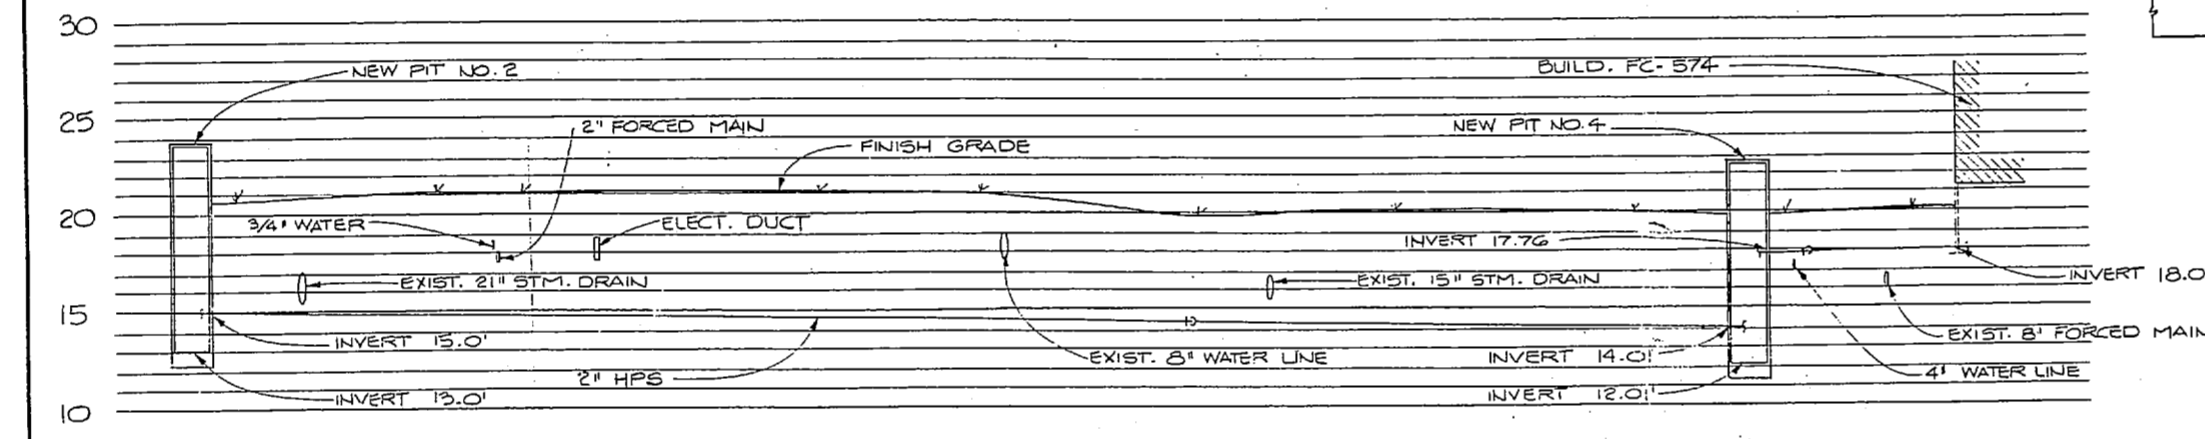 30
NEW PIT NO. 2
BUILD. FC-574
25
2" FORCED MAIN
NEW PIT NO. 4
FINISH GRADE
20
3/4" WATER
ELECT. DUCT
INVERT 17.76
EXIST. 21" STM. DRAIN
EXIST. 15" STM. DRAIN
INVERT 18.0
15
INVERT 15.0'
EXIST. 8" WATER LINE
INVERT 14.01'
EXIST. 8" FORCED MAIN
2" HPS
4" WATER LINE
INVERT 13.0'
INVERT 12.01'
10